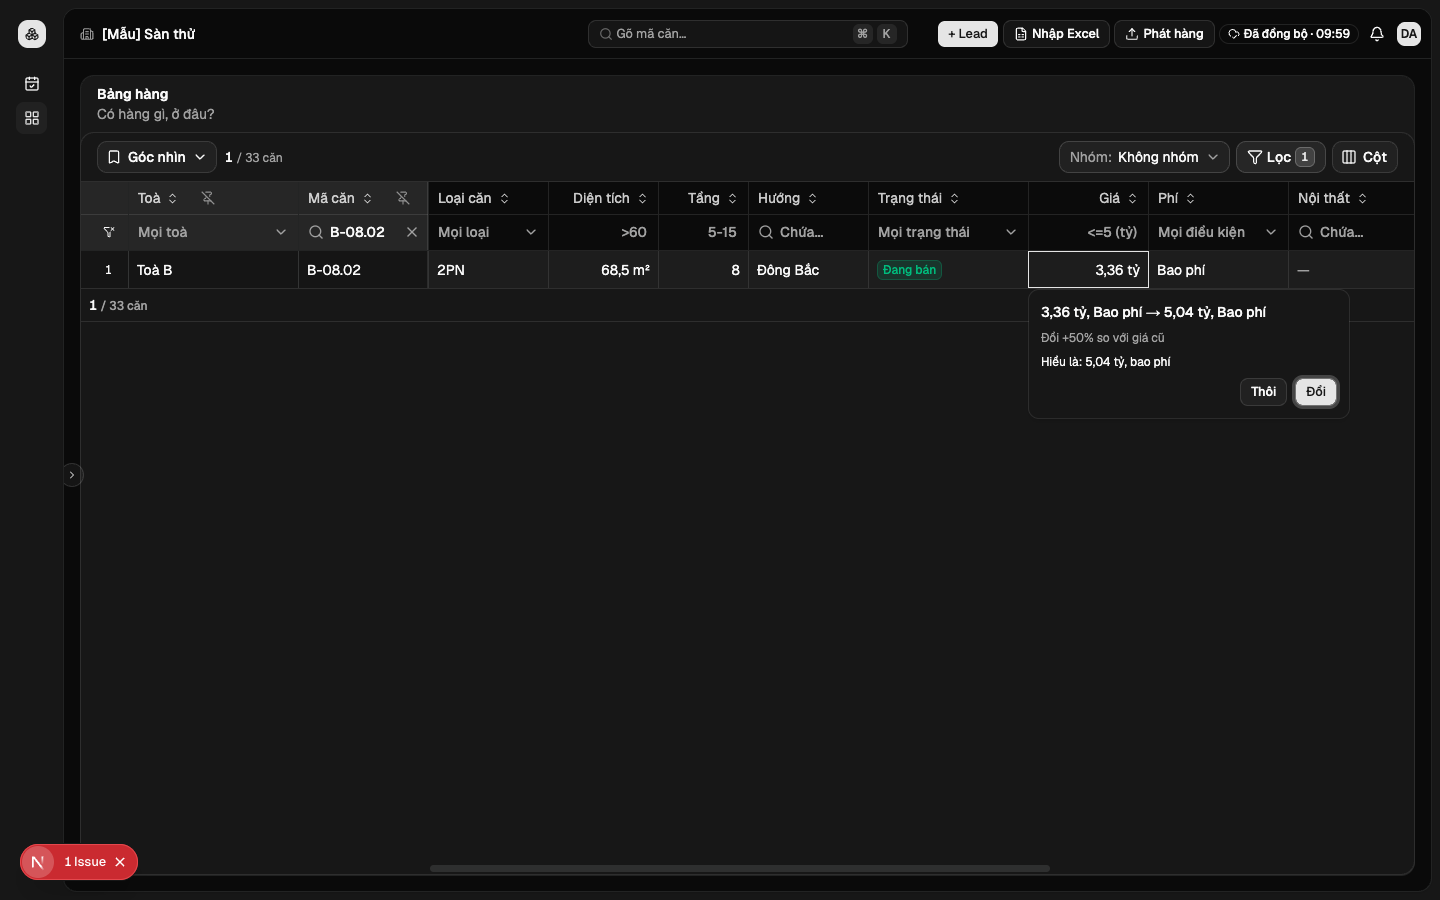 [Mẫu] Sàn thử
Gõ mã căn... ⌘ K
+ Lead
Nhập Excel
Phát hàng
Đã đồng bộ · 09:59
DA
Bảng hàng
Có hàng gì, ở đâu?
Góc nhìn
1 / 33 căn
Nhóm: Không nhóm
Lọc 1
Cột
Toà Mã căn Loại căn Diện tích Tầng Hướng Trạng thái Giá Phí Nội thất
Mọi toà B-08.02 Mọi loại >60 5-15 Chứa... Mọi trạng thái <=5 (tỷ) Mọi điều kiện Chứa...
1 Toà B B-08.02 2PN 68,5 m² 8 Đông Bắc Đang bán 3,36 tỷ Bao phí —
1 / 33 căn
3,36 tỷ, Bao phí → 5,04 tỷ, Bao phí
Đổi +50% so với giá cũ
Hiểu là: 5,04 tỷ, bao phí
Thôi Đổi
N 1 Issue